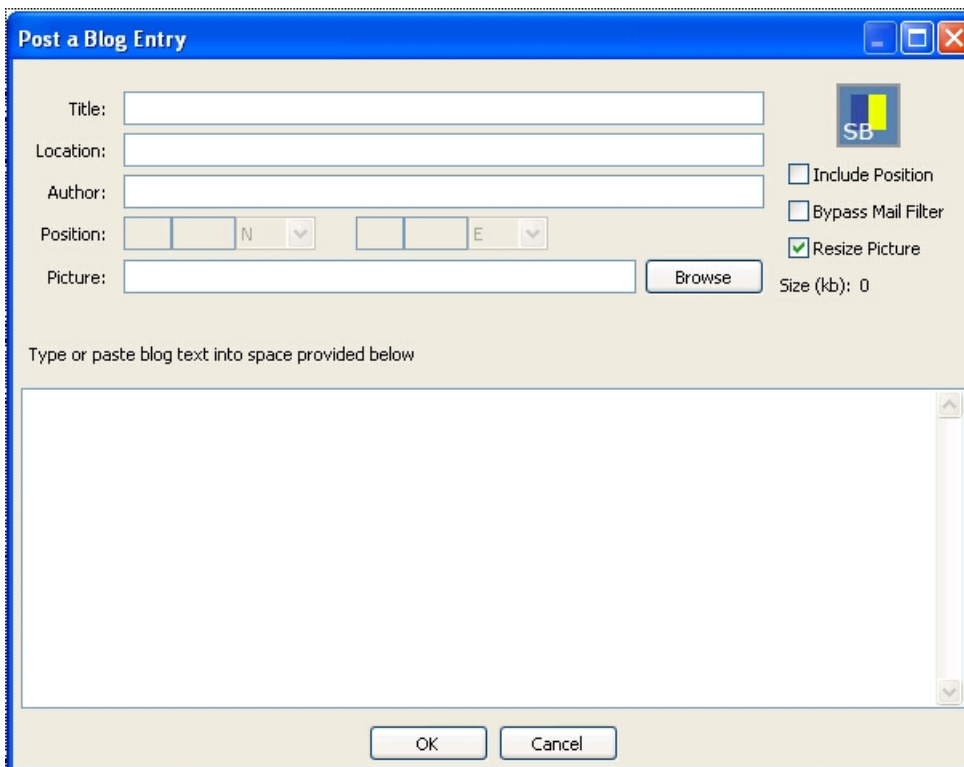 Post a Blog Entry
Title:
SB
Location:
Include Position
Author:
Bypass Mail Filter
Position: N E
Resize Picture
Picture: Browse
Size (kb): 0
Type or paste blog text into space provided below
OK Cancel